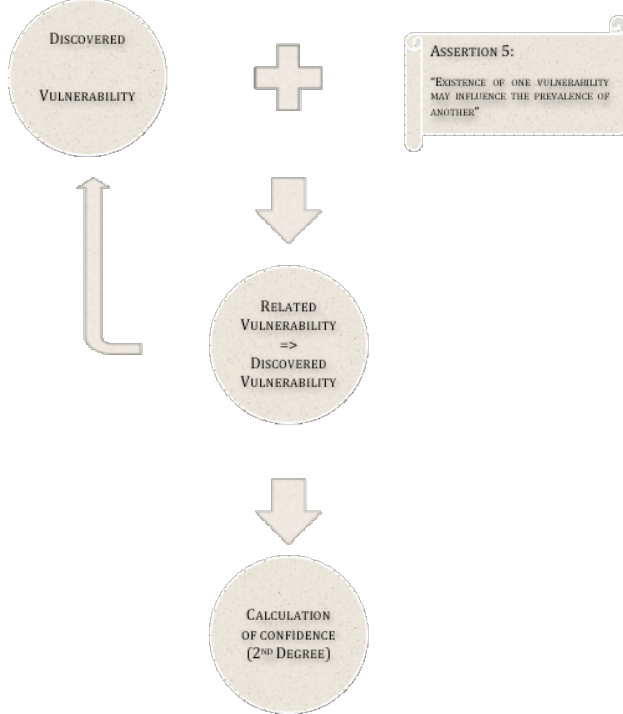 DISCOVERED
VULNERABILITY
ASSERTION 5:
“EXISTENCE OF ONE VULNERABILITY
MAY INFLUENCE THE PREVALENCE OF
ANOTHER”
RELATED
VULNERABILITY
=>
DISCOVERED
VULNERABILITY
CALCULATION
OF CONFIDENCE
(2ND DEGREE)